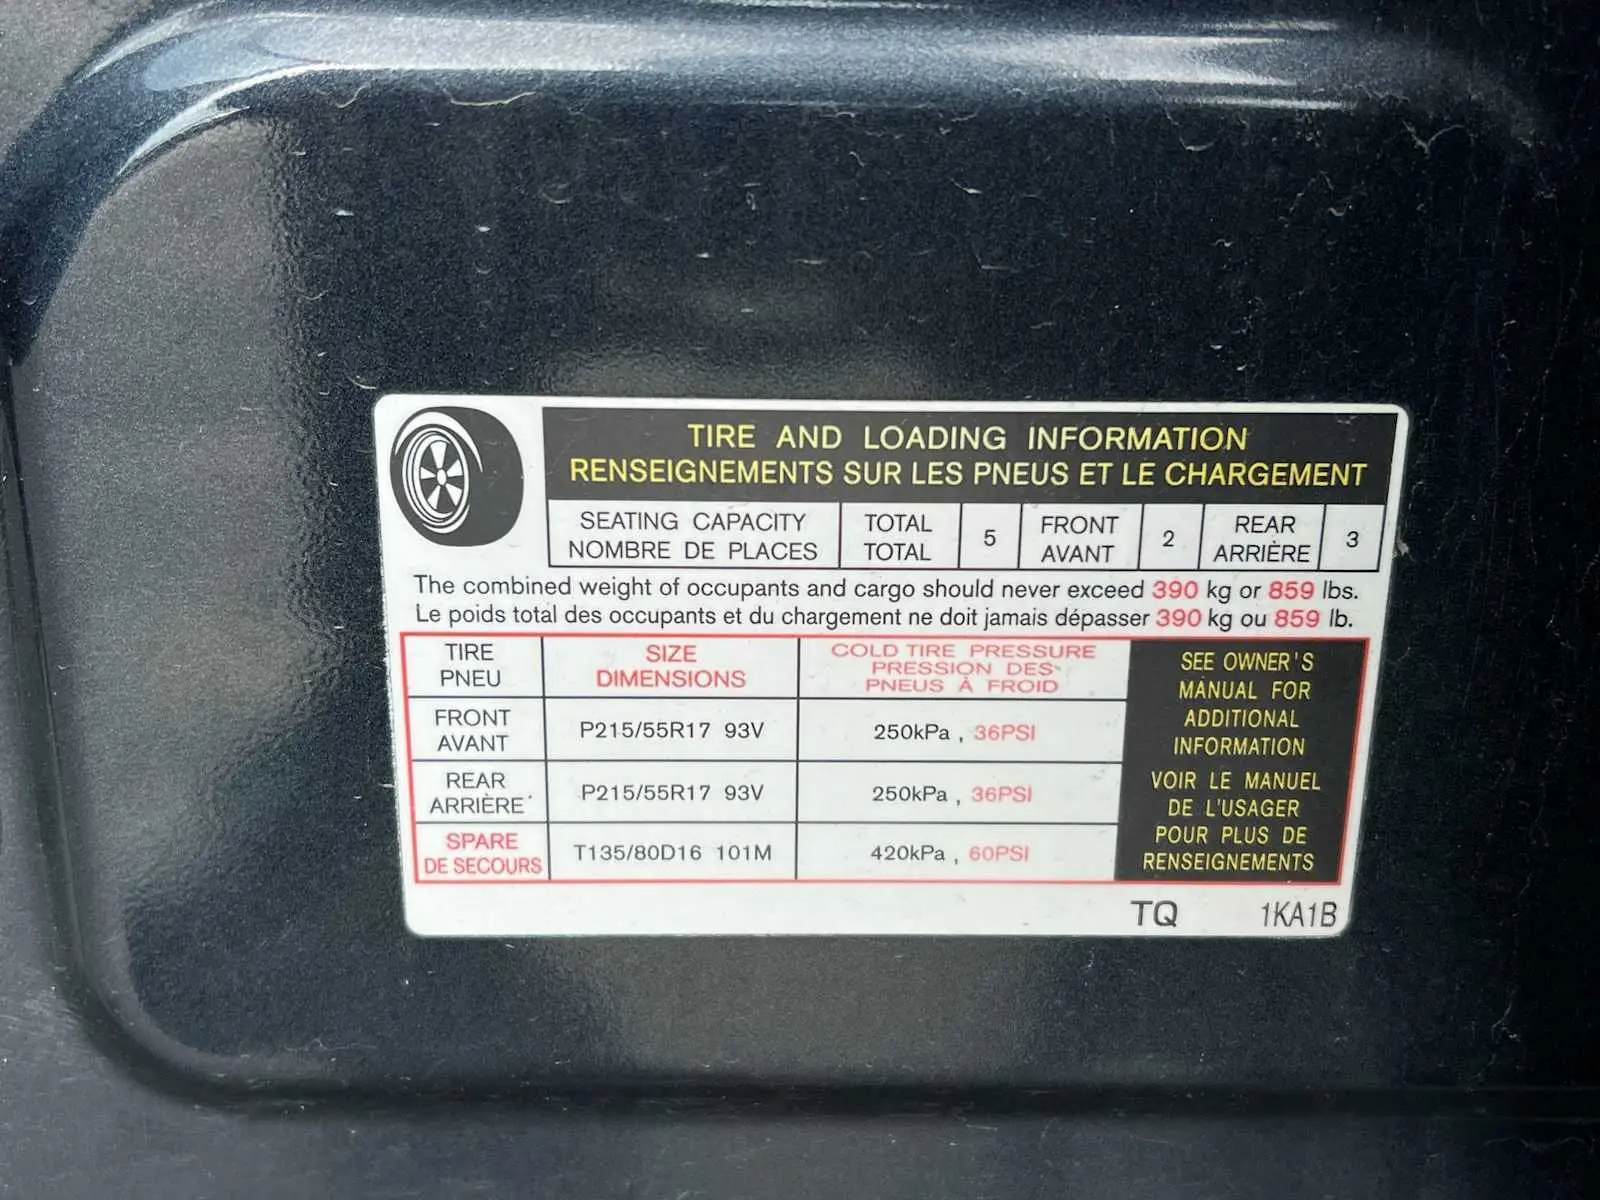 TIRE AND LOADING INFORMATION
RENSEIGNEMENTS SUR LES PNEUS ET LE CHARGEMENT
SEATING CAPACITY
NOMBRE DE PLACES
TOTAL
TOTAL
5
FRONT
AVANT
2
REAR
ARRIÈRE
3
The combined weight of occupants and cargo should never exceed 390 kg or 859 lbs.
Le poids total des occupants et du chargement ne doit jamais dépasser 390 kg ou 859 lb.
TIRE
PNEU
SIZE
DIMENSIONS
COLD TIRE PRESSURE
PRESSION DES
PNEUS À FROID
FRONT
AVANT
P215/55R17 93V
250kPa , 36PSI
REAR
ARRIÈRE
P215/55R17 93V
250kPa , 36PSI
SPARE
DE SECOURS
T135/80D16 101M
420kPa , 60PSI
SEE OWNER'S
MANUAL FOR
ADDITIONAL
INFORMATION
VOIR LE MANUEL
DE L'USAGER
POUR PLUS DE
RENSEIGNEMENTS
TQ 1KA1B